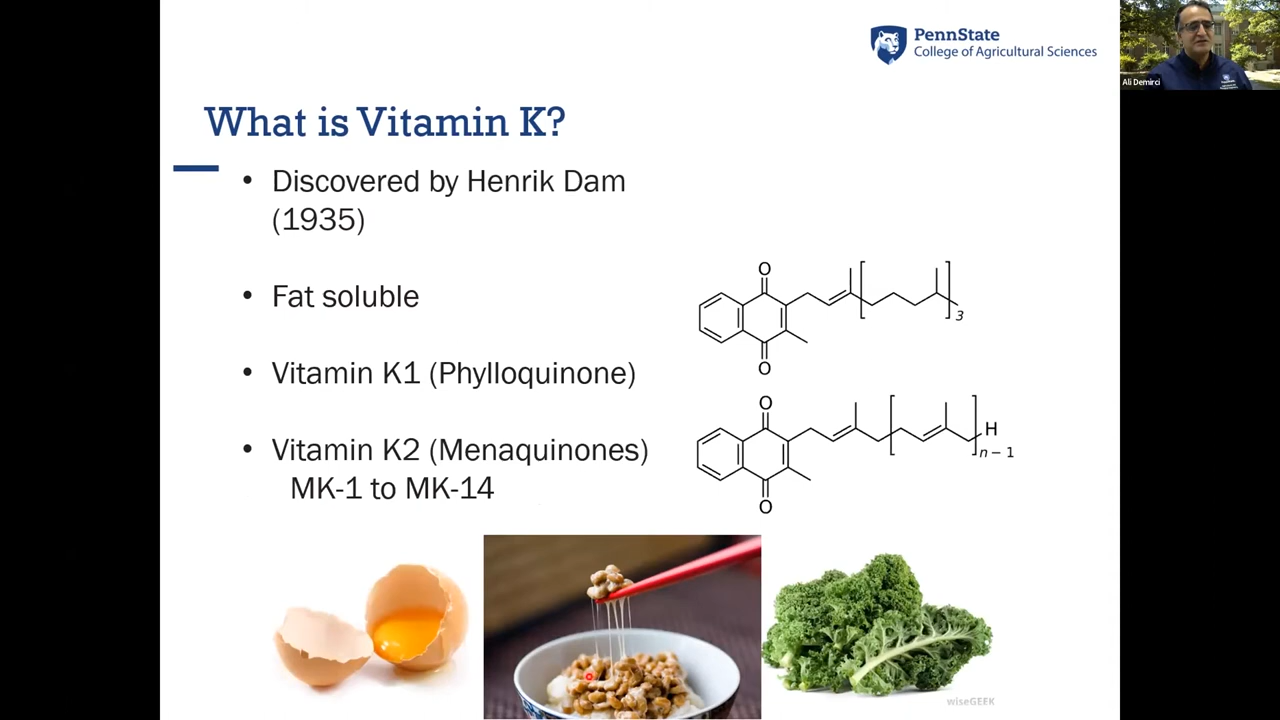 PennState
College of Agricultural Sciences
Ali Demirci
What is Vitamin K?
• Discovered by Henrik Dam
(1935)
• Fat soluble
• Vitamin K1 (Phylloquinone)
• Vitamin K2 (Menaquinones)
MK-1 to MK-14
O
O
3
O
O
H
n − 1
wiseGEEK